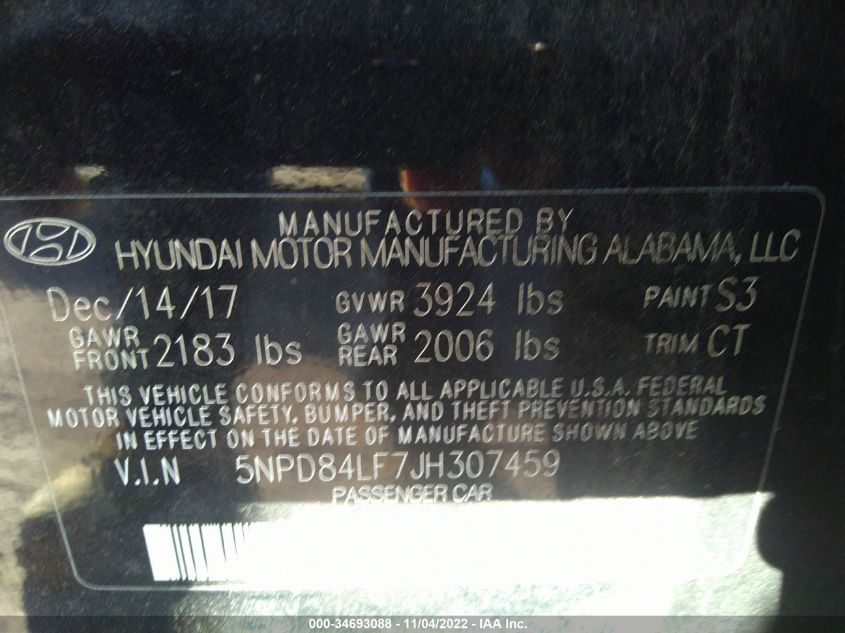 MANUFACTURED BY
HYUNDAI MOTOR MANUFACTURING ALABAMA, LLC
Dec/14/17 GVWR 3924 lbs PAINT S3
GAWR FRONT 2183 lbs GAWR REAR 2006 lbs TRIM CT
THIS VEHICLE CONFORMS TO ALL APPLICABLE U.S.A. FEDERAL
MOTOR VEHICLE SAFETY, BUMPER, AND THEFT PREVENTION STANDARDS
IN EFFECT ON THE DATE OF MANUFACTURE SHOWN ABOVE
V.I.N 5NPD84LF7JH307459
PASSENGER CAR
000-34693088 - 11/04/2022 - IAA Inc.